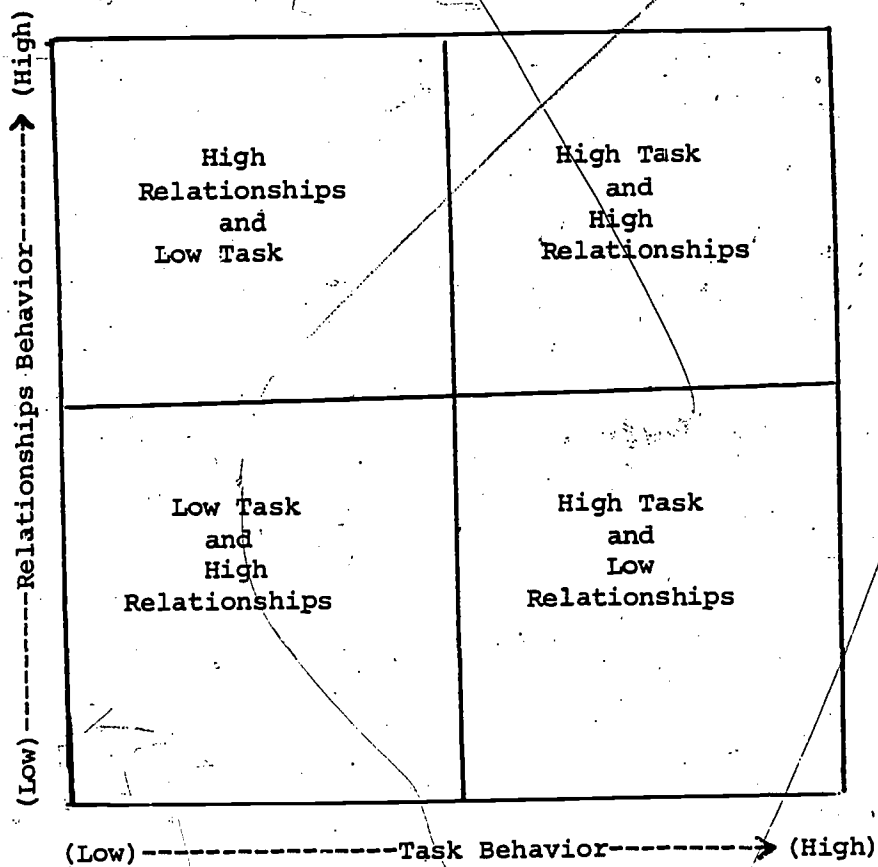 (Low)---------Relationships Behavior--------> (High)
High
Relationships
and
Low Task
High Task
and
High
Relationships
Low Task
and
High
Relationships
High Task
and
Low
Relationships
(Low)-----------------Task Behavior---------> (High)